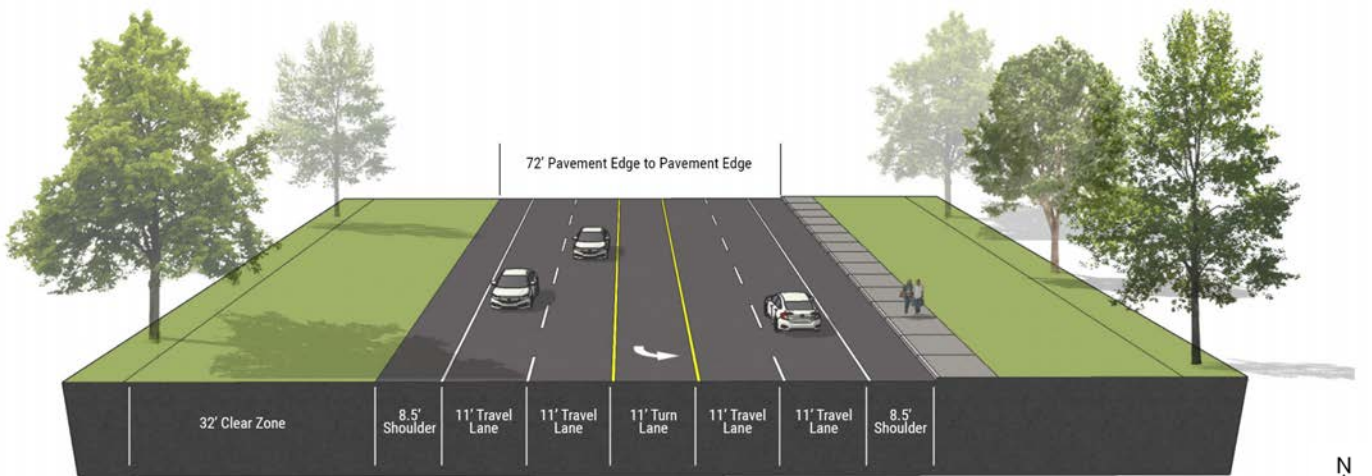 72' Pavement Edge to Pavement Edge
32' Clear Zone
8.5'
Shoulder
11' Travel
Lane
11' Travel
Lane
11' Turn
Lane
11' Travel
Lane
11' Travel
Lane
8.5'
Shoulder
N